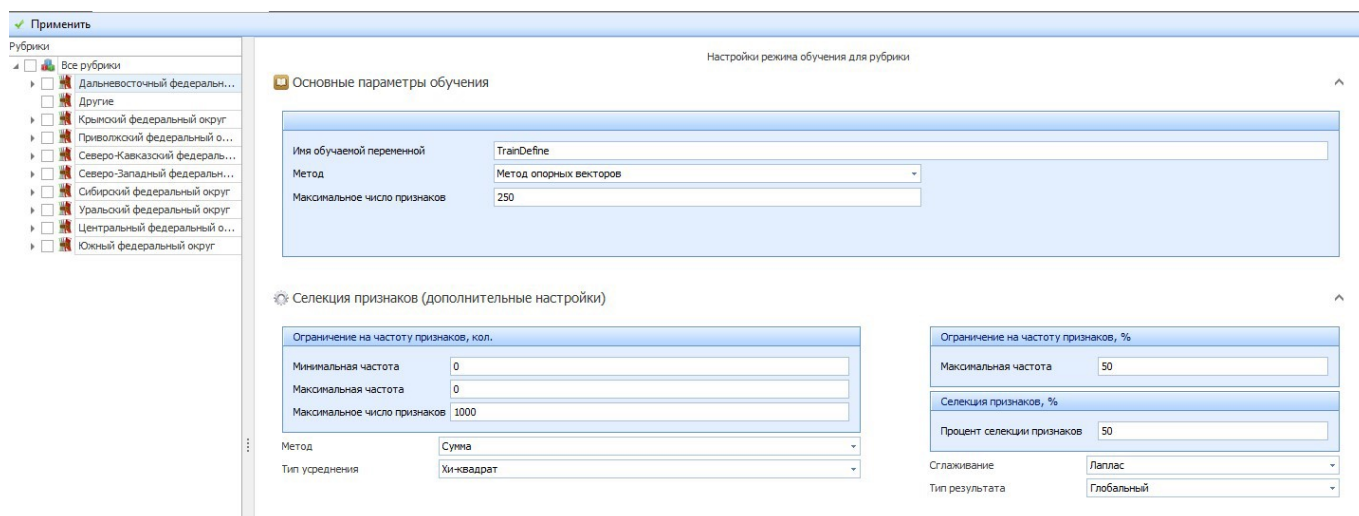 Применить
Рубрики
Все рубрики
Дальневосточный федеральн...
Другие
Крымский федеральный округ
Приволжский федеральный о...
Северо-Кавказский федераль...
Северо-Западный федеральн...
Сибирский федеральный округ
Уральский федеральный округ
Центральный федеральный о...
Южный федеральный округ
Настройки режима обучения для рубрики
Основные параметры обучения
Имя обучаемой переменной TrainDefine
Метод Метод опорных векторов
Максимальное число признаков 250
Селекция признаков (дополнительные настройки)
Ограничение на частоту признаков, кол.
Минимальная частота 0
Максимальная частота 0
Максимальное число признаков 1000
Метод Сумма
Тип усреднения Хи-квадрат
Ограничение на частоту признаков, %
Максимальная частота 50
Селекция признаков, %
Процент селекции признаков 50
Сглаживание Лаплас
Тип результата Глобальный